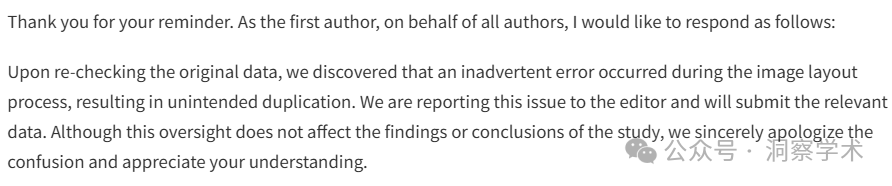 Thank you for your reminder. As the first author, on behalf of all authors, I would like to respond as follows:
Upon re-checking the original data, we discovered that an inadvertent error occurred during the image layout
process, resulting in unintended duplication. We are reporting this issue to the editor and will submit the relevant
data. Although this oversight does not affect the findings or conclusions of the study, we sincerely apologize the
confusion and appreciate your understanding.
公众号 · 洞察学术